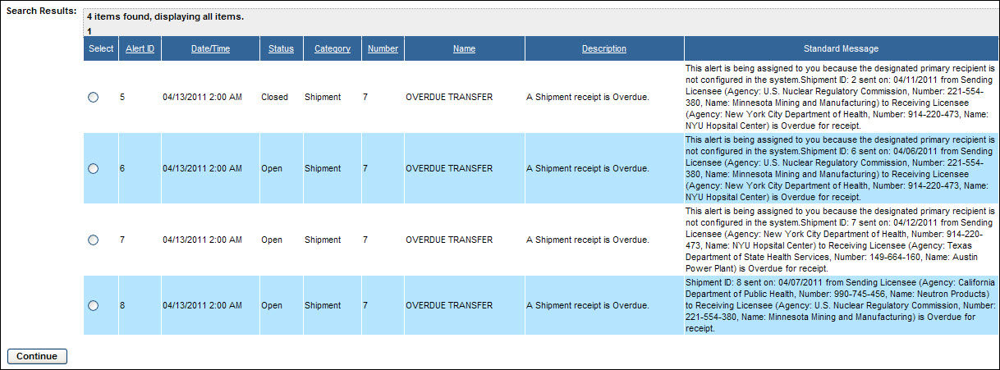 Search Results:
4 items found, displaying all items.
1
Select Alert ID Date/Time Status Category Number Name Description Standard Message
5 04/13/2011 2:00 AM Closed Shipment 7 OVERDUE TRANSFER A Shipment receipt is Overdue.
This alert is being assigned to you because the designated primary recipient
is not configured in the system.Shipment ID: 2 sent on: 04/11/2011 from Sending
Licensee (Agency: U.S. Nuclear Regulatory Commission, Number: 221-554-
380, Name: Minnesota Mining and Manufacturing) to Receiving Licensee
(Agency: New York City Department of Health, Number: 914-220-473, Name:
NYU Hopsital Center) is Overdue for receipt.
6 04/13/2011 2:00 AM Open Shipment 7 OVERDUE TRANSFER A Shipment receipt is Overdue.
This alert is being assigned to you because the designated primary recipient
is not configured in the system.Shipment ID: 6 sent on: 04/06/2011 from Sending
Licensee (Agency: U.S. Nuclear Regulatory Commission, Number: 221-554-
380, Name: Minnesota Mining and Manufacturing) to Receiving Licensee
(Agency: New York City Department of Health, Number: 914-220-473, Name:
NYU Hopsital Center) is Overdue for receipt.
7 04/13/2011 2:00 AM Open Shipment 7 OVERDUE TRANSFER A Shipment receipt is Overdue.
This alert is being assigned to you because the designated primary recipient
is not configured in the system.Shipment ID: 7 sent on: 04/12/2011 from Sending
Licensee (Agency: New York City Department of Health, Number: 914-220-
473, Name: NYU Hopsital Center) to Receiving Licensee (Agency: Texas
Department of State Health Services, Number: 149-664-160, Name: Austin
Power Plant) is Overdue for receipt.
8 04/13/2011 2:00 AM Open Shipment 7 OVERDUE TRANSFER A Shipment receipt is Overdue.
Shipment ID: 8 sent on: 04/07/2011 from Sending Licensee (Agency: California
Department of Public Health, Number: 990-745-456, Name: Neutron Products)
to Receiving Licensee (Agency: U.S. Nuclear Regulatory Commission, Number:
221-554-380, Name: Minnesota Mining and Manufacturing) is Overdue for
receipt.
Continue